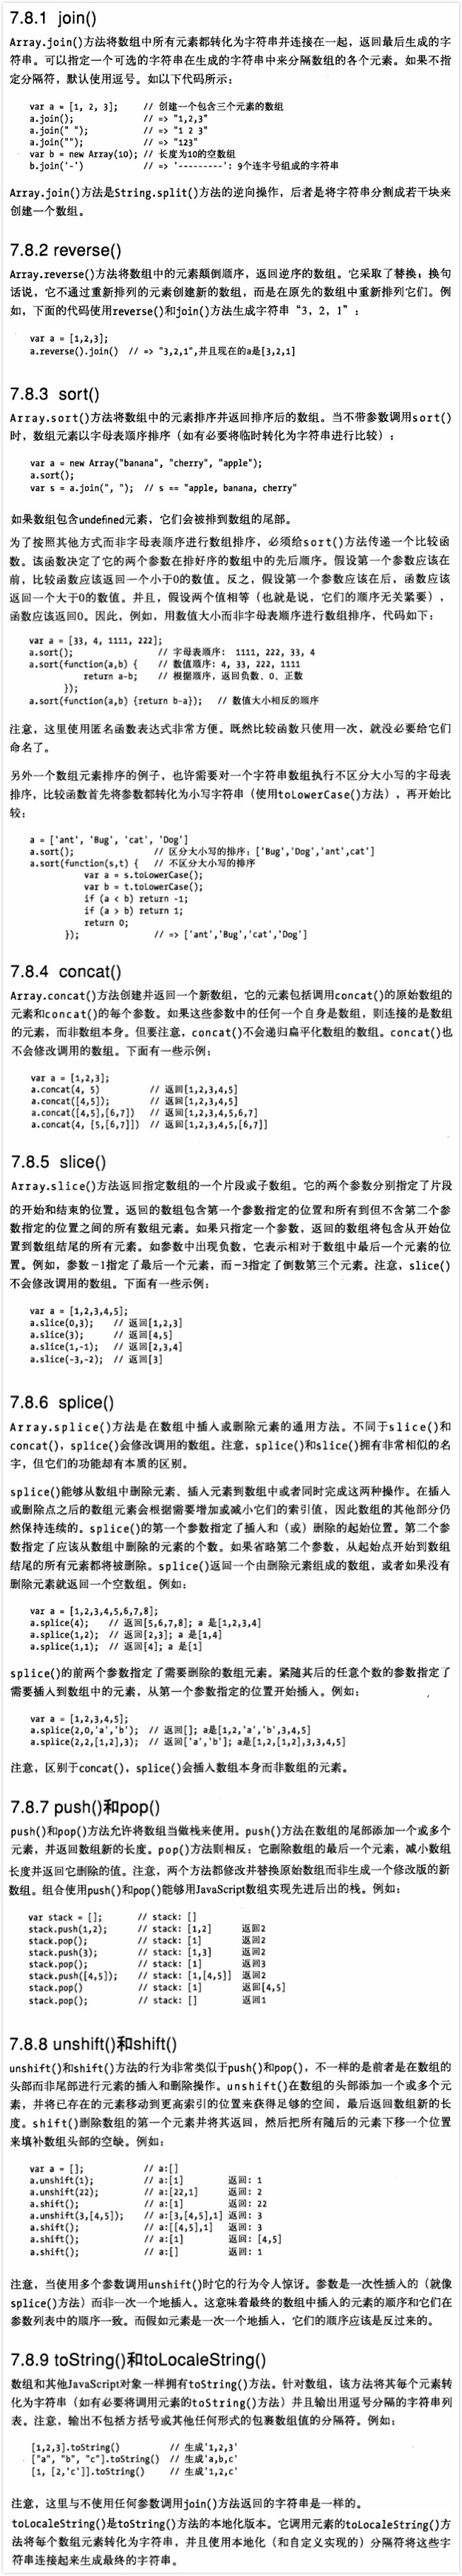 7.8.1 join()
Array.join()方法将数组中所有元素都转化为字符串并连接在一起，返回最后生成的字
符串。可以指定一个可选的字符串在生成的字符串中来分隔数组的各个元素。如果不指
定分隔符，默认使用逗号。如以下代码所示：
var a = [1, 2, 3]; // 创建一个包含三个元素的数组
a.join(); // => "1,2,3"
a.join(" "); // => "1 2 3"
a.join(""); // => "123"
var b = new Array(10); // 长度为10的空数组
b.join('-') // => '---------'：9个连字号组成的字符串
Array.join()方法是String.split()方法的逆向操作，后者是将字符串分割成若干块来
创建一个数组。
7.8.2 reverse()
Array.reverse()方法将数组中的元素颠倒顺序，返回逆序的数组。它采取了替换；换句
话说，它不通过重新排列的元素创建新的数组，而是在原先的数组中重新排列它们。例
如，下面的代码使用reverse()和join()方法生成字符串“3，2，1”：
var a = [1,2,3];
a.reverse().join() // => "3,2,1",并且现在的a是[3,2,1]
7.8.3 sort()
Array.sort()方法将数组中的元素排序并返回排序后的数组。当不带参数调用sort()
时，数组元素以字母表顺序排序（如有必要将临时转化为字符串进行比较）：
var a = new Array("banana", "cherry", "apple");
a.sort();
var s = a.join(", "); // s == "apple, banana, cherry"
如果数组包含undefined元素，它们会被排到数组的尾部。
为了按照其他方式而非字母表顺序进行数组排序，必须给sort()方法传递一个比较函
数。该函数决定了它的两个参数在排好序的数组中的先后顺序。假设第一个参数应该在
前，比较函数应该返回一个小于0的数值。反之，假设第一个参数应该在后，函数应该
返回一个大于0的数值。并且，假设两个值相等（也就是说，它们的顺序无关紧要），
函数应该返回0。因此，例如，用数值大小而非字母表顺序进行数组排序，代码如下：
var a = [33, 4, 1111, 222];
a.sort(); // 字母表顺序： 1111, 222, 33, 4
a.sort(function(a,b) { // 数值顺序：4, 33, 222, 1111
return a-b; // 根据顺序，返回负数、0、正数
});
a.sort(function(a,b) {return b-a}); // 数值大小相反的顺序
注意，这里使用匿名函数表达式非常方便。既然比较函数只使用一次，就没必要给它们
命名了。
另外一个数组元素排序的例子，也许需要对一个字符串数组执行不区分大小写的字母表
排序，比较函数首先将参数都转化为小写字符串（使用toLowerCase()方法），再开始比
较：
a = ['ant', 'Bug', 'cat', 'Dog']
a.sort(); // 区分大小写的排序：['Bug','Dog','ant',cat']
a.sort(function(s,t) { // 不区分大小写的排序
var a = s.toLowerCase();
var b = t.toLowerCase();
if (a < b) return -1;
if (a > b) return 1;
return 0;
}); // => ['ant','Bug','cat','Dog']
7.8.4 concat()
Array.concat()方法创建并返回一个新数组，它的元素包括调用concat()的原始数组的
元素和concat()的每个参数。如果这些参数中的任何一个自身是数组，则连接的是数组
的元素，而非数组本身。但要注意，concat()不会递归扁平化数组的数组。concat()也
不会修改调用的数组。下面有一些示例：
var a = [1,2,3];
a.concat(4, 5) // 返回[1,2,3,4,5]
a.concat([4,5]); // 返回[1,2,3,4,5]
a.concat([4,5],[6,7]) // 返回[1,2,3,4,5,6,7]
a.concat(4, [5,[6,7]]) // 返回[1,2,3,4,5,[6,7]]
7.8.5 slice()
Array.slice()方法返回指定数组的一个片段或子数组。它的两个参数分别指定了片段
的开始和结束的位置。返回的数组包含第一个参数指定的位置和所有到但不含第二个参
数指定的位置之间的所有数组元素。如果只指定一个参数，返回的数组将包含从开始位
置到数组结尾的所有元素。如参数中出现负数，它表示相对于数组中最后一个元素的位
置。例如，参数－1指定了最后一个元素，而－3指定了倒数第三个元素。注意，slice()
不会修改调用的数组。下面有一些示例：
var a = [1,2,3,4,5];
a.slice(0,3); // 返回[1,2,3]
a.slice(3); // 返回[4,5]
a.slice(1,-1); // 返回[2,3,4]
a.slice(-3,-2); // 返回[3]
7.8.6 splice()
Array.splice()方法是在数组中插入或删除元素的通用方法。不同于slice()和
concat()，splice()会修改调用的数组。注意，splice()和slice()拥有非常相似的名
字，但它们的功能却有本质的区别。
splice()能够从数组中删除元素、插入元素到数组中或者同时完成这两种操作。在插入
或删除点之后的数组元素会根据需要增加或减小它们的索引值，因此数组的其他部分仍
然保持连续的。splice()的第一个参数指定了插入和（或）删除的起始位置。第二个参
数指定了应该从数组中删除的元素的个数。如果省略第二个参数，从起始点开始到数组
结尾的所有元素都将被删除。splice()返回一个由删除元素组成的数组，或者如果没有
删除元素就返回一个空数组。例如：
var a = [1,2,3,4,5,6,7,8];
a.splice(4); // 返回[5,6,7,8]; a 是[1,2,3,4]
a.splice(1,2); // 返回[2,3]; a 是[1,4]
a.splice(1,1); // 返回[4]; a 是[1]
splice()的前两个参数指定了需要删除的数组元素。紧随其后的任意个数的参数指定了
需要插入到数组中的元素，从第一个参数指定的位置开始插入。例如：
var a = [1,2,3,4,5];
a.splice(2,0,'a','b'); // 返回[]; a是[1,2,'a','b',3,4,5]
a.splice(2,2,[1,2],3); // 返回['a','b']; a是[1,2,[1,2],3,3,4,5]
注意，区别于concat()，splice()会插入数组本身而非数组的元素。
7.8.7 push()和pop()
push()和pop()方法允许将数组当做栈来使用。push()方法在数组的尾部添加一个或多个
元素，并返回数组新的长度。pop()方法则相反：它删除数组的最后一个元素，减小数组
长度并返回它删除的值。注意，两个方法都修改并替换原始数组而非生成一个修改版的新
数组。组合使用push()和pop()能够用JavaScript数组实现先进后出的栈。例如：
var stack = []; // stack: []
stack.push(1,2); // stack: [1,2] 返回2
stack.pop(); // stack: [1] 返回2
stack.push(3); // stack: [1,3] 返回2
stack.pop(); // stack: [1] 返回3
stack.push([4,5]); // stack: [1,[4,5]] 返回2
stack.pop() // stack: [1] 返回[4,5]
stack.pop(); // stack: [] 返回1
7.8.8 unshift()和shift()
unshift()和shift()方法的行为非常类似于push()和pop()，不一样的是前者是在数组的
头部而非尾部进行元素的插入和删除操作。unshift()在数组的头部添加一个或多个元
素，并将已存在的元素移动到更高索引的位置来获得足够的空间，最后返回数组新的长
度。shift()删除数组的第一个元素并将其返回，然后把所有随后的元素下移一个位置
来填补数组头部的空缺。例如：
var a = []; // a:[]
a.unshift(1); // a:[1] 返回：1
a.unshift(22); // a:[22,1] 返回：2
a.shift(); // a:[1] 返回：22
a.unshift(3,[4,5]); // a:[3,[4,5],1] 返回：3
a.shift(); // a:[[4,5],1] 返回：3
a.shift(); // a:[1] 返回：[4,5]
a.shift(); // a:[] 返回：1
注意，当使用多个参数调用unshift()时它的行为令人惊讶。参数是一次性插入的（就像
splice()方法）而非一次一个地插入。这意味着最终的数组中插入的元素的顺序和它们在
参数列表中的顺序一致。而假如元素是一次一个地插入，它们的顺序应该是反过来的。
7.8.9 toString()和toLocaleString()
数组和其他JavaScript对象一样拥有toString()方法。针对数组，该方法将其每个元素转
化为字符串（如有必要将调用元素的toString()方法）并且输出用逗号分隔的字符串列
表。注意，输出不包括方括号或其他任何形式的包裹数组值的分隔符。例如：
[1,2,3].toString() // 生成'1,2,3'
["a", "b", "c"].toString() // 生成'a,b,c'
[1, [2,'c']].toString() // 生成'1,2,c'
注意，这里与不使用任何参数调用join()方法返回的字符串是一样的。
toLocaleString()是toString()方法的本地化版本。它调用元素的toLocaleString()方
法将每个数组元素转化为字符串，并且使用本地化（和自定义实现的）分隔符将这些字
符串连接起来生成最终的字符串。